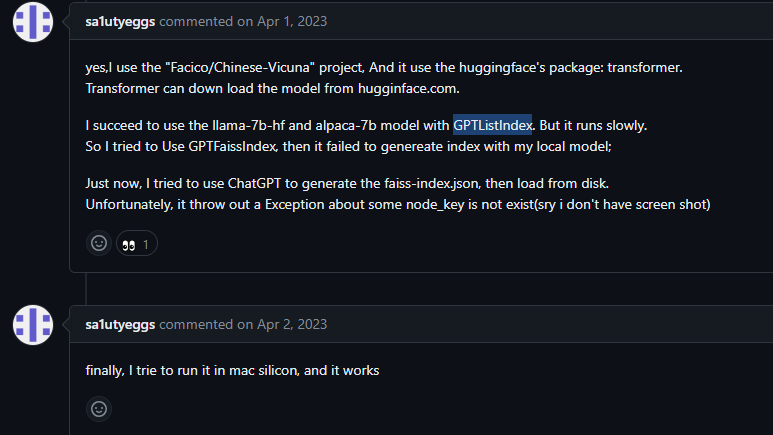 sa1utyeggs commented on Apr 1, 2023
yes,I use the "Facico/Chinese-Vicuna" project, And it use the huggingface's package: transformer.
Transformer can down load the model from hugginface.com.
I succeed to use the llama-7b-hf and alpaca-7b model with GPTListIndex. But it runs slowly.
So I tried to Use GPTFaissIndex, then it failed to genereate index with my local model;
Just now, I tried to use ChatGPT to generate the faiss-index.json, then load from disk.
Unfortunately, it throw out a Exception about some node_key is not exist(sry i don't have screen shot)
1
sa1utyeggs commented on Apr 2, 2023
finally, I trie to run it in mac silicon, and it works